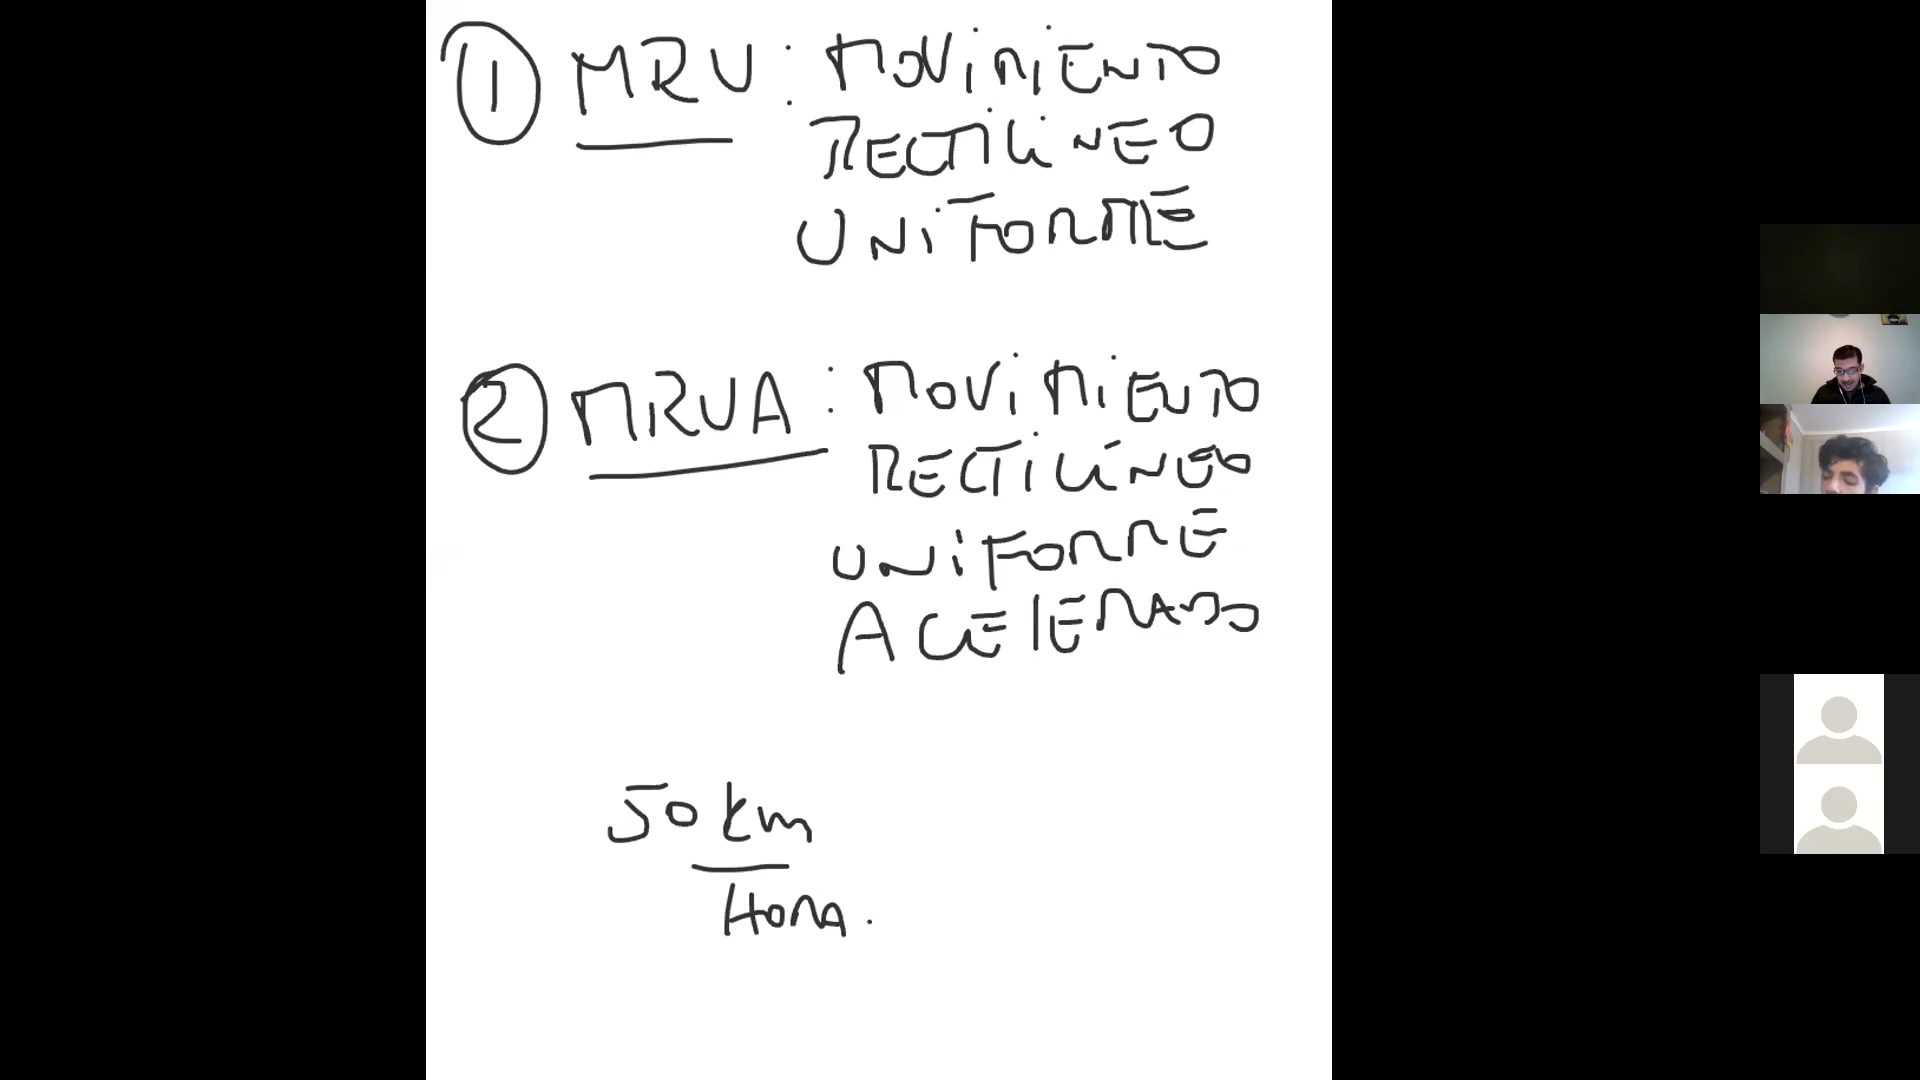 1 MRU : MOViMiENTO
RECTiLiNEO
UNiFORME
2 MRUA : MOViMiENTO
RECTiLiNEO
UNiFORME
ACElERADO
50 km
HORA.